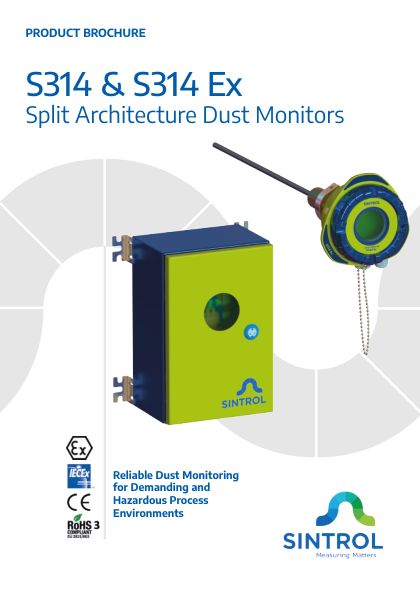 PRODUCT BROCHURE
S314 & S314 Ex
Split Architecture Dust Monitors
SINTROL
SINTROL
Ex
IECEx
CE
RoHS 3
COMPLIANT
Reliable Dust Monitoring
for Demanding and
Hazardous Process
Environments
SINTROL
Measuring Matters